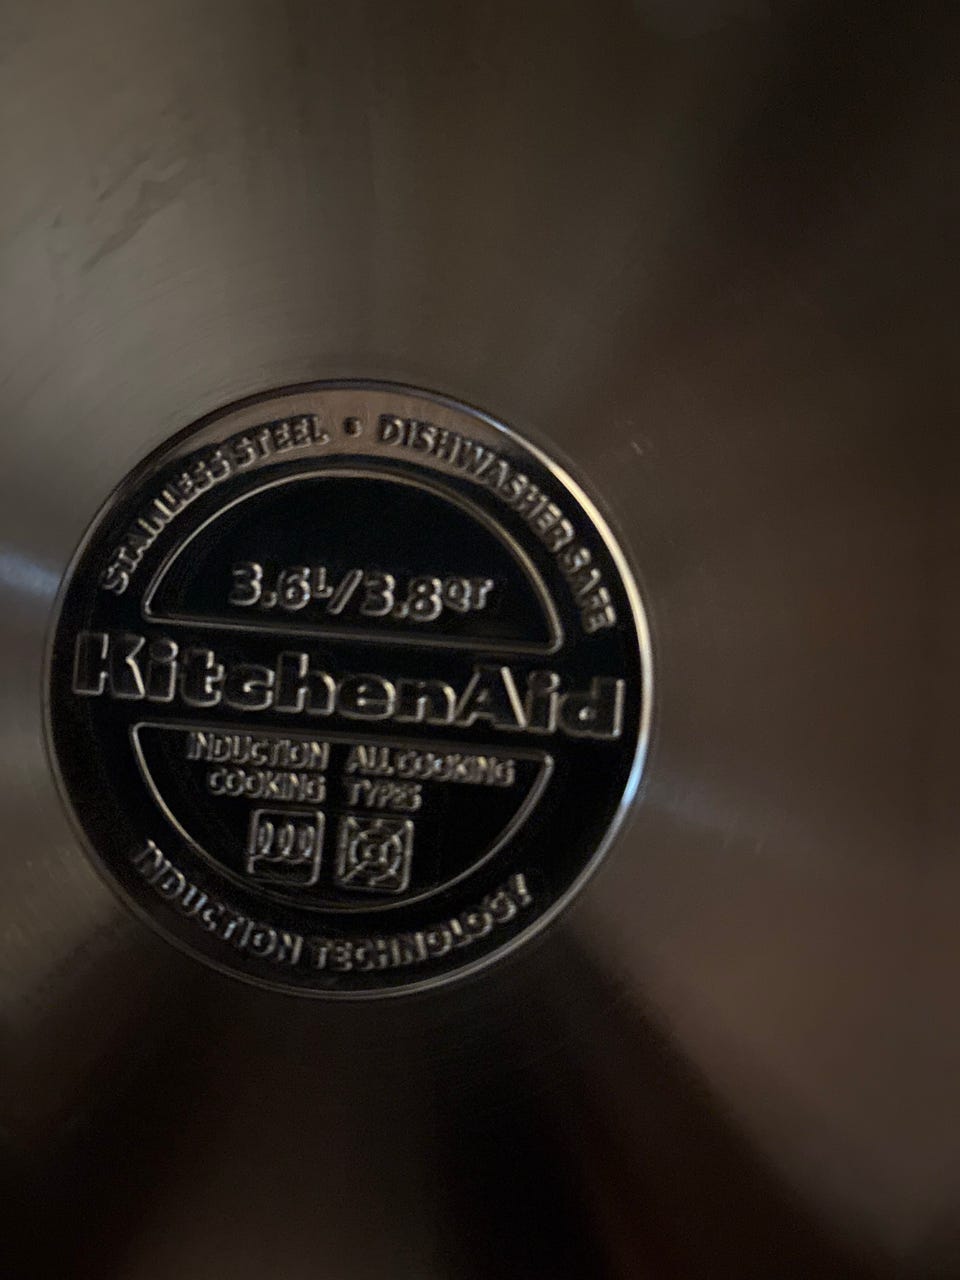 STAINLESS STEEL • DISHWASHER SAFE
3.6L/3.8QT
KitchenAid
INDUCTION COOKING
ALL COOKING TYPES
INDUCTION TECHNOLOGY